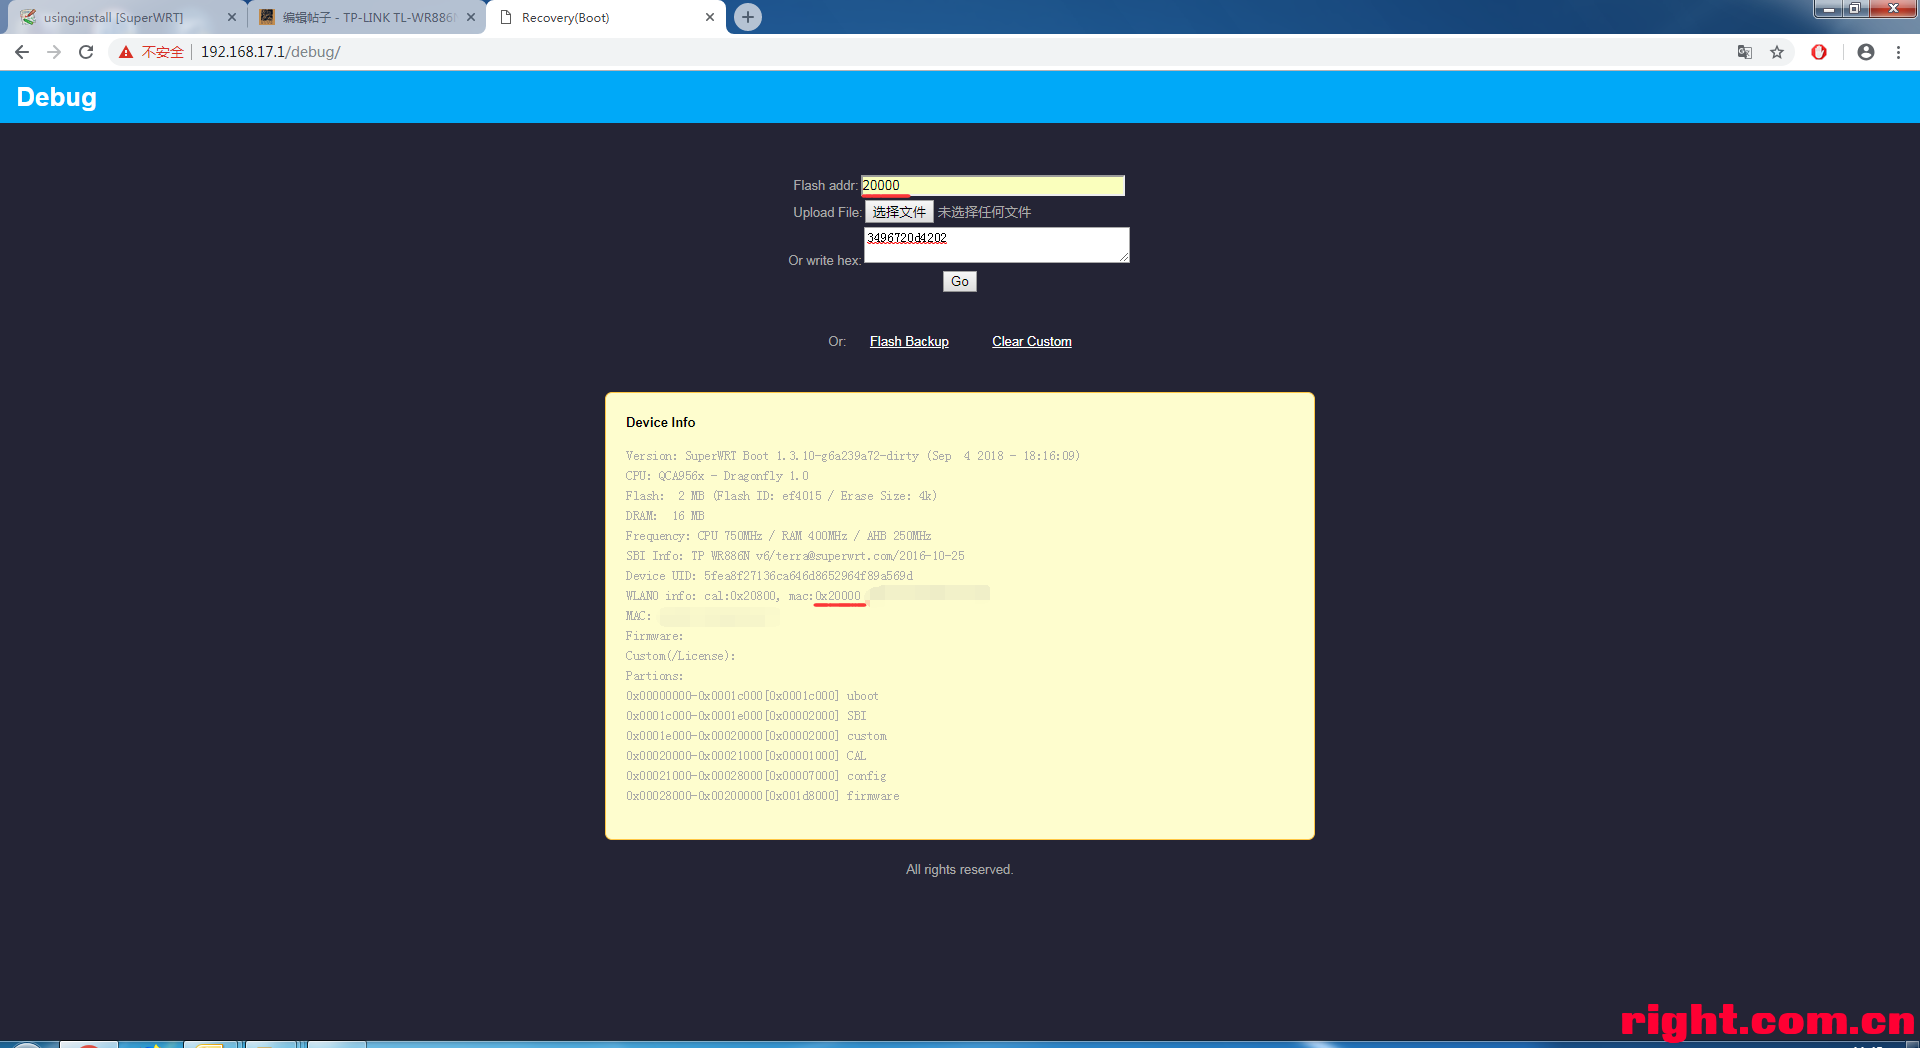 using:install [SuperWRT]
编辑帖子 - TP-LINK TL-WR886
Recovery(Boot)
不安全
192.168.17.1/debug/
Debug
Flash addr: 20000
Upload File: 选择文件 未选择任何文件
3496720d4202
Or write hex:
Go
Or: Flash Backup Clear Custom
Device Info
Version: SuperWRT Boot 1.3.10-g6a239a72-dirty (Sep  4 2018 - 18:16:09)
CPU: QCA956x - Dragonfly 1.0
Flash:  2 MB (Flash ID: ef4015 / Erase Size: 4k)
DRAM:  16 MB
Frequency: CPU 750MHz / RAM 400MHz / AHB 250MHz
SBI Info: TP WR886N v6/terra@superwrt.com/2016-10-25
Device UID: 5fea8f27136ca646d8652964f89a569d
WLAN0 info: cal:0x20800, mac:0x20000
MAC:
Firmware:
Custom(/License):
Partions:
0x00000000-0x0001c000[0x0001c000] uboot
0x0001c000-0x0001e000[0x00002000] SBI
0x0001e000-0x00020000[0x00002000] custom
0x00020000-0x00021000[0x00001000] CAL
0x00021000-0x00028000[0x00007000] config
0x00028000-0x00200000[0x001d8000] firmware
All rights reserved.
right.com.cn